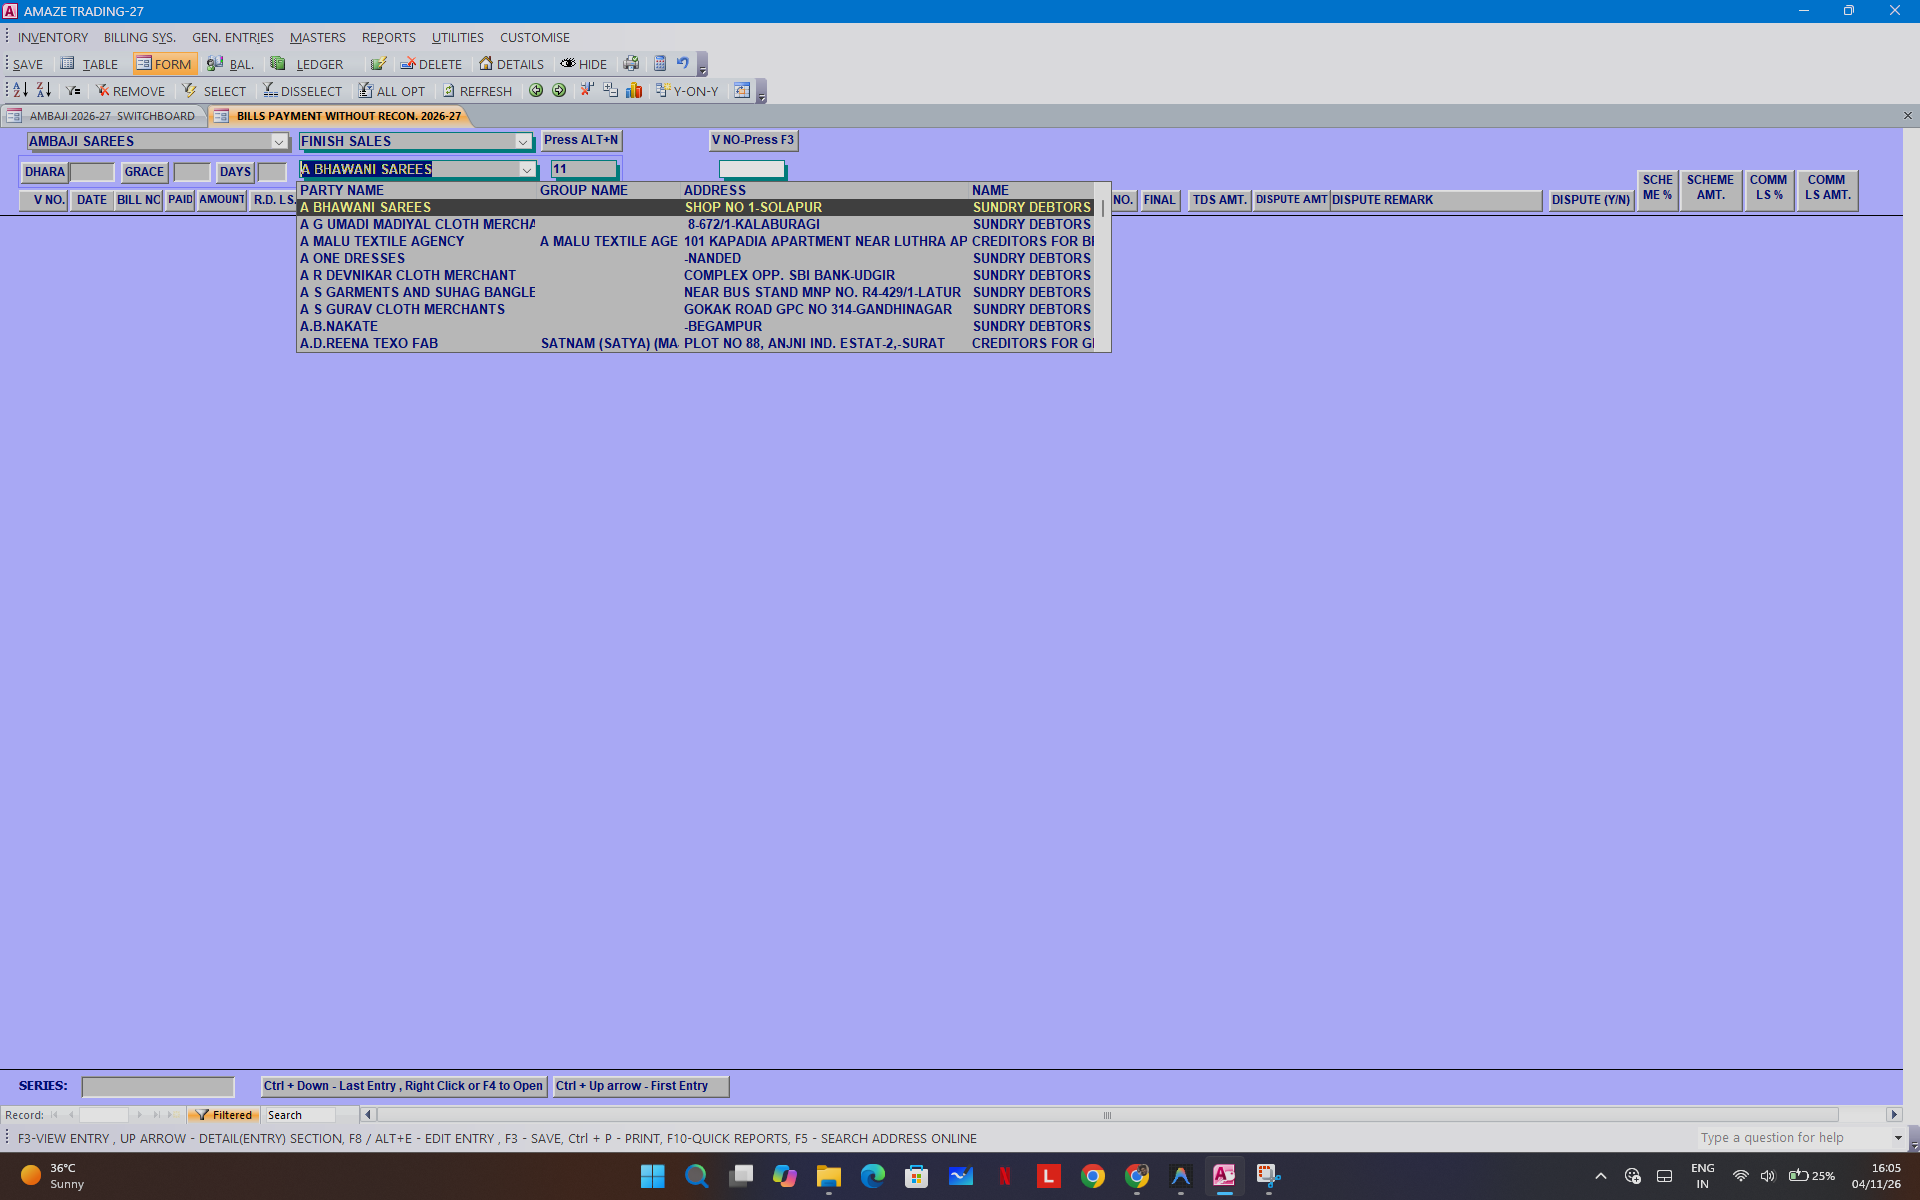 AMAZE TRADING-27
INVENTORY BILLING SYS. GEN. ENTRIES MASTERS REPORTS UTILITIES CUSTOMISE
SAVE TABLE FORM BAL. LEDGER DELETE DETAILS HIDE
REMOVE SELECT DISSELECT ALL OPT REFRESH Y-ON-Y
AMBAJI 2026-27 SWITCHBOARD BILLS PAYMENT WITHOUT RECON. 2026-27
AMBAJI SAREES FINISH SALES Press ALT+N V NO-Press F3
DHARA GRACE DAYS A BHAWANI SAREES 11
V NO. DATE BILL NO PAID AMOUNT R.D. LS. NO. FINAL TDS AMT. DISPUTE AMT DISPUTE REMARK DISPUTE (Y/N) SCHE ME % SCHEME AMT. COMM LS % COMM LS AMT.
PARTY NAME GROUP NAME ADDRESS NAME
A BHAWANI SAREES SHOP NO 1-SOLAPUR SUNDRY DEBTORS
A G UMADI MADIYAL CLOTH MERCHA 8-672/1-KALABURAGI SUNDRY DEBTORS
A MALU TEXTILE AGENCY A MALU TEXTILE AGE 101 KAPADIA APARTMENT NEAR LUTHRA AP CREDITORS FOR
A ONE DRESSES -NANDED SUNDRY DEBTORS
A R DEVNIKAR CLOTH MERCHANT COMPLEX OPP. SBI BANK-UDGIR SUNDRY DEBTORS
A S GARMENTS AND SUHAG BANGLE NEAR BUS STAND MNP NO. R4-429/1-LATUR SUNDRY DEBTORS
A S GURAV CLOTH MERCHANTS GOKAK ROAD GPC NO 314-GANDHINAGAR SUNDRY DEBTORS
A.B.NAKATE -BEGAMPUR SUNDRY DEBTORS
A.D.REENA TEXO FAB SATNAM (SATYA) (MA PLOT NO 88, ANJNI IND. ESTAT-2,-SURAT CREDITORS FOR
SERIES: Ctrl + Down - Last Entry , Right Click or F4 to Open Ctrl + Up arrow - First Entry
Record: Filtered Search
F3-VIEW ENTRY , UP ARROW - DETAIL(ENTRY) SECTION, F8 / ALT+E - EDIT ENTRY , F3 - SAVE, Ctrl + P - PRINT, F10-QUICK REPORTS, F5 - SEARCH ADDRESS ONLINE Type a question for help
36°C
Sunny
ENG
IN
25%
16:05
04/11/26